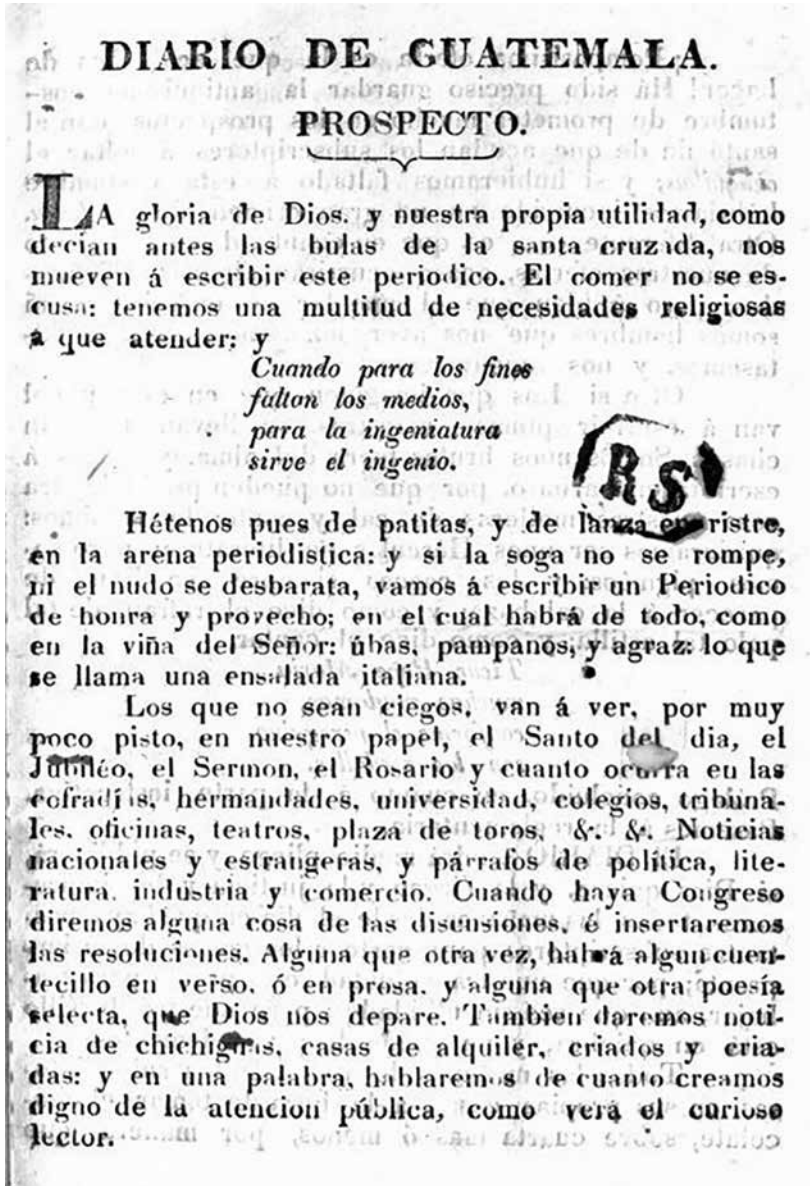 DIARIO DE GUATEMALA.
PROSPECTO.
LA gloria de Dios. y nuestra propia utilidad, como
decian antes las bulas de la santa cruzada, nos
mueven á escribir este periodico. El comer no se es-
cusa: tenemos una multitud de necesidades religiosas
a que atender: y
Cuando para los fines
faltan los medios,
para la ingeniatura
sirve el ingenio.
RS
Hétenos pues de patitas, y de lanza en ristre,
en la arena periodistica: y si la soga no se rompe,
ni el nudo se desbarata, vamos á escribir un Periodico
de honra y provecho; en el cual habrá de todo, como
en la viña del Señor: úbas, pampanos, y agraz: lo que
se llama una ensalada italiana.
Los que no sean ciegos, van á ver, por muy
poco pisto, en nuestro papel, el Santo del dia, el
Jubiléo, el Sermon, el Rosario y cuanto ocurra en las
cofradías, hermandades, universidad, colegios, tribuna-
les, oficinas, teatros, plaza de toros, &. &. Noticias
nacionales y estrangeras, y párrafos de política, lite-
ratura, industria y comercio. Cuando haya Congreso
diremos alguna cosa de las discusiones, é insertaremos
las resoluciones. Alguna que otra vez, habrá algun cuen-
tecillo en verso, ó en prosa, y alguna que otra poesía
selecta, que Dios nos depare. Tambien daremos noti-
cia de chichiguas, casas de alquiler, criados y cria-
das: y en una palabra, hablaremos de cuanto creamos
digno de la atencion pública, como verá el curioso
lector.